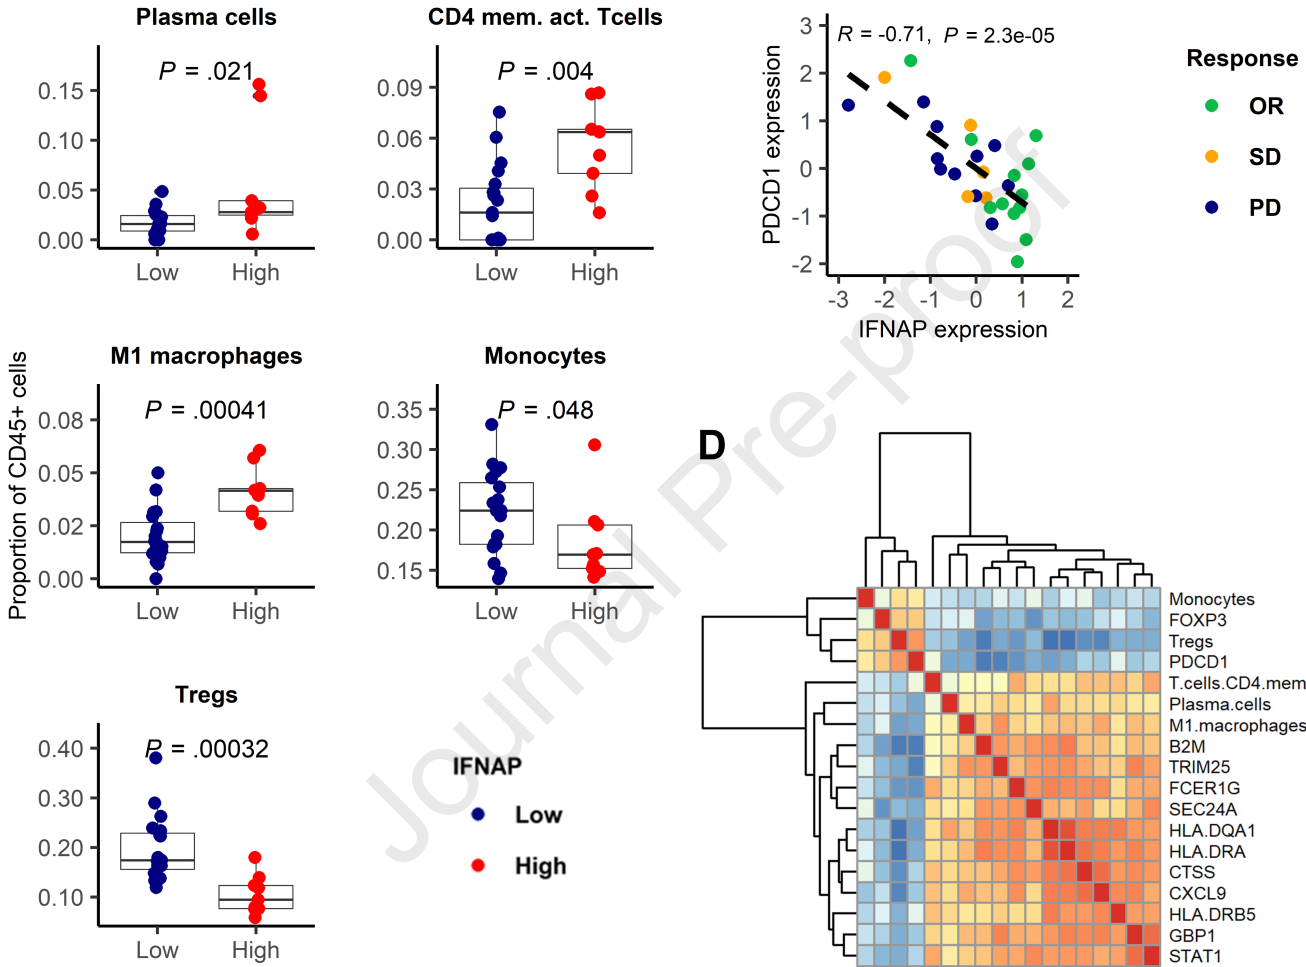 Plasma cells
P = .021
0.15
0.10
0.05
0.00
Low High
CD4 mem. act. Tcells
P = .004
0.09
0.06
0.03
0.00
Low High
R = -0.71, P = 2.3e-05
PDCD1 expression
3
2
1
0
-1
-2
-3 -2 -1 0 1 2
IFNAP expression
Response
OR
SD
PD
Proportion of CD45+ cells
M1 macrophages
P = .00041
0.08
0.05
0.02
0.00
Low High
Monocytes
P = .048
0.35
0.30
0.25
0.20
0.15
Low High
Tregs
P = .00032
0.40
0.30
0.20
0.10
Low High
IFNAP
Low
High
D
Monocytes
FOXP3
Tregs
PDCD1
T.cells.CD4.mem
Plasma.cells
M1.macrophages
B2M
TRIM25
FCER1G
SEC24A
HLA.DQA1
HLA.DRA
CTSS
CXCL9
HLA.DRB5
GBP1
STAT1
Journal Pre-proof